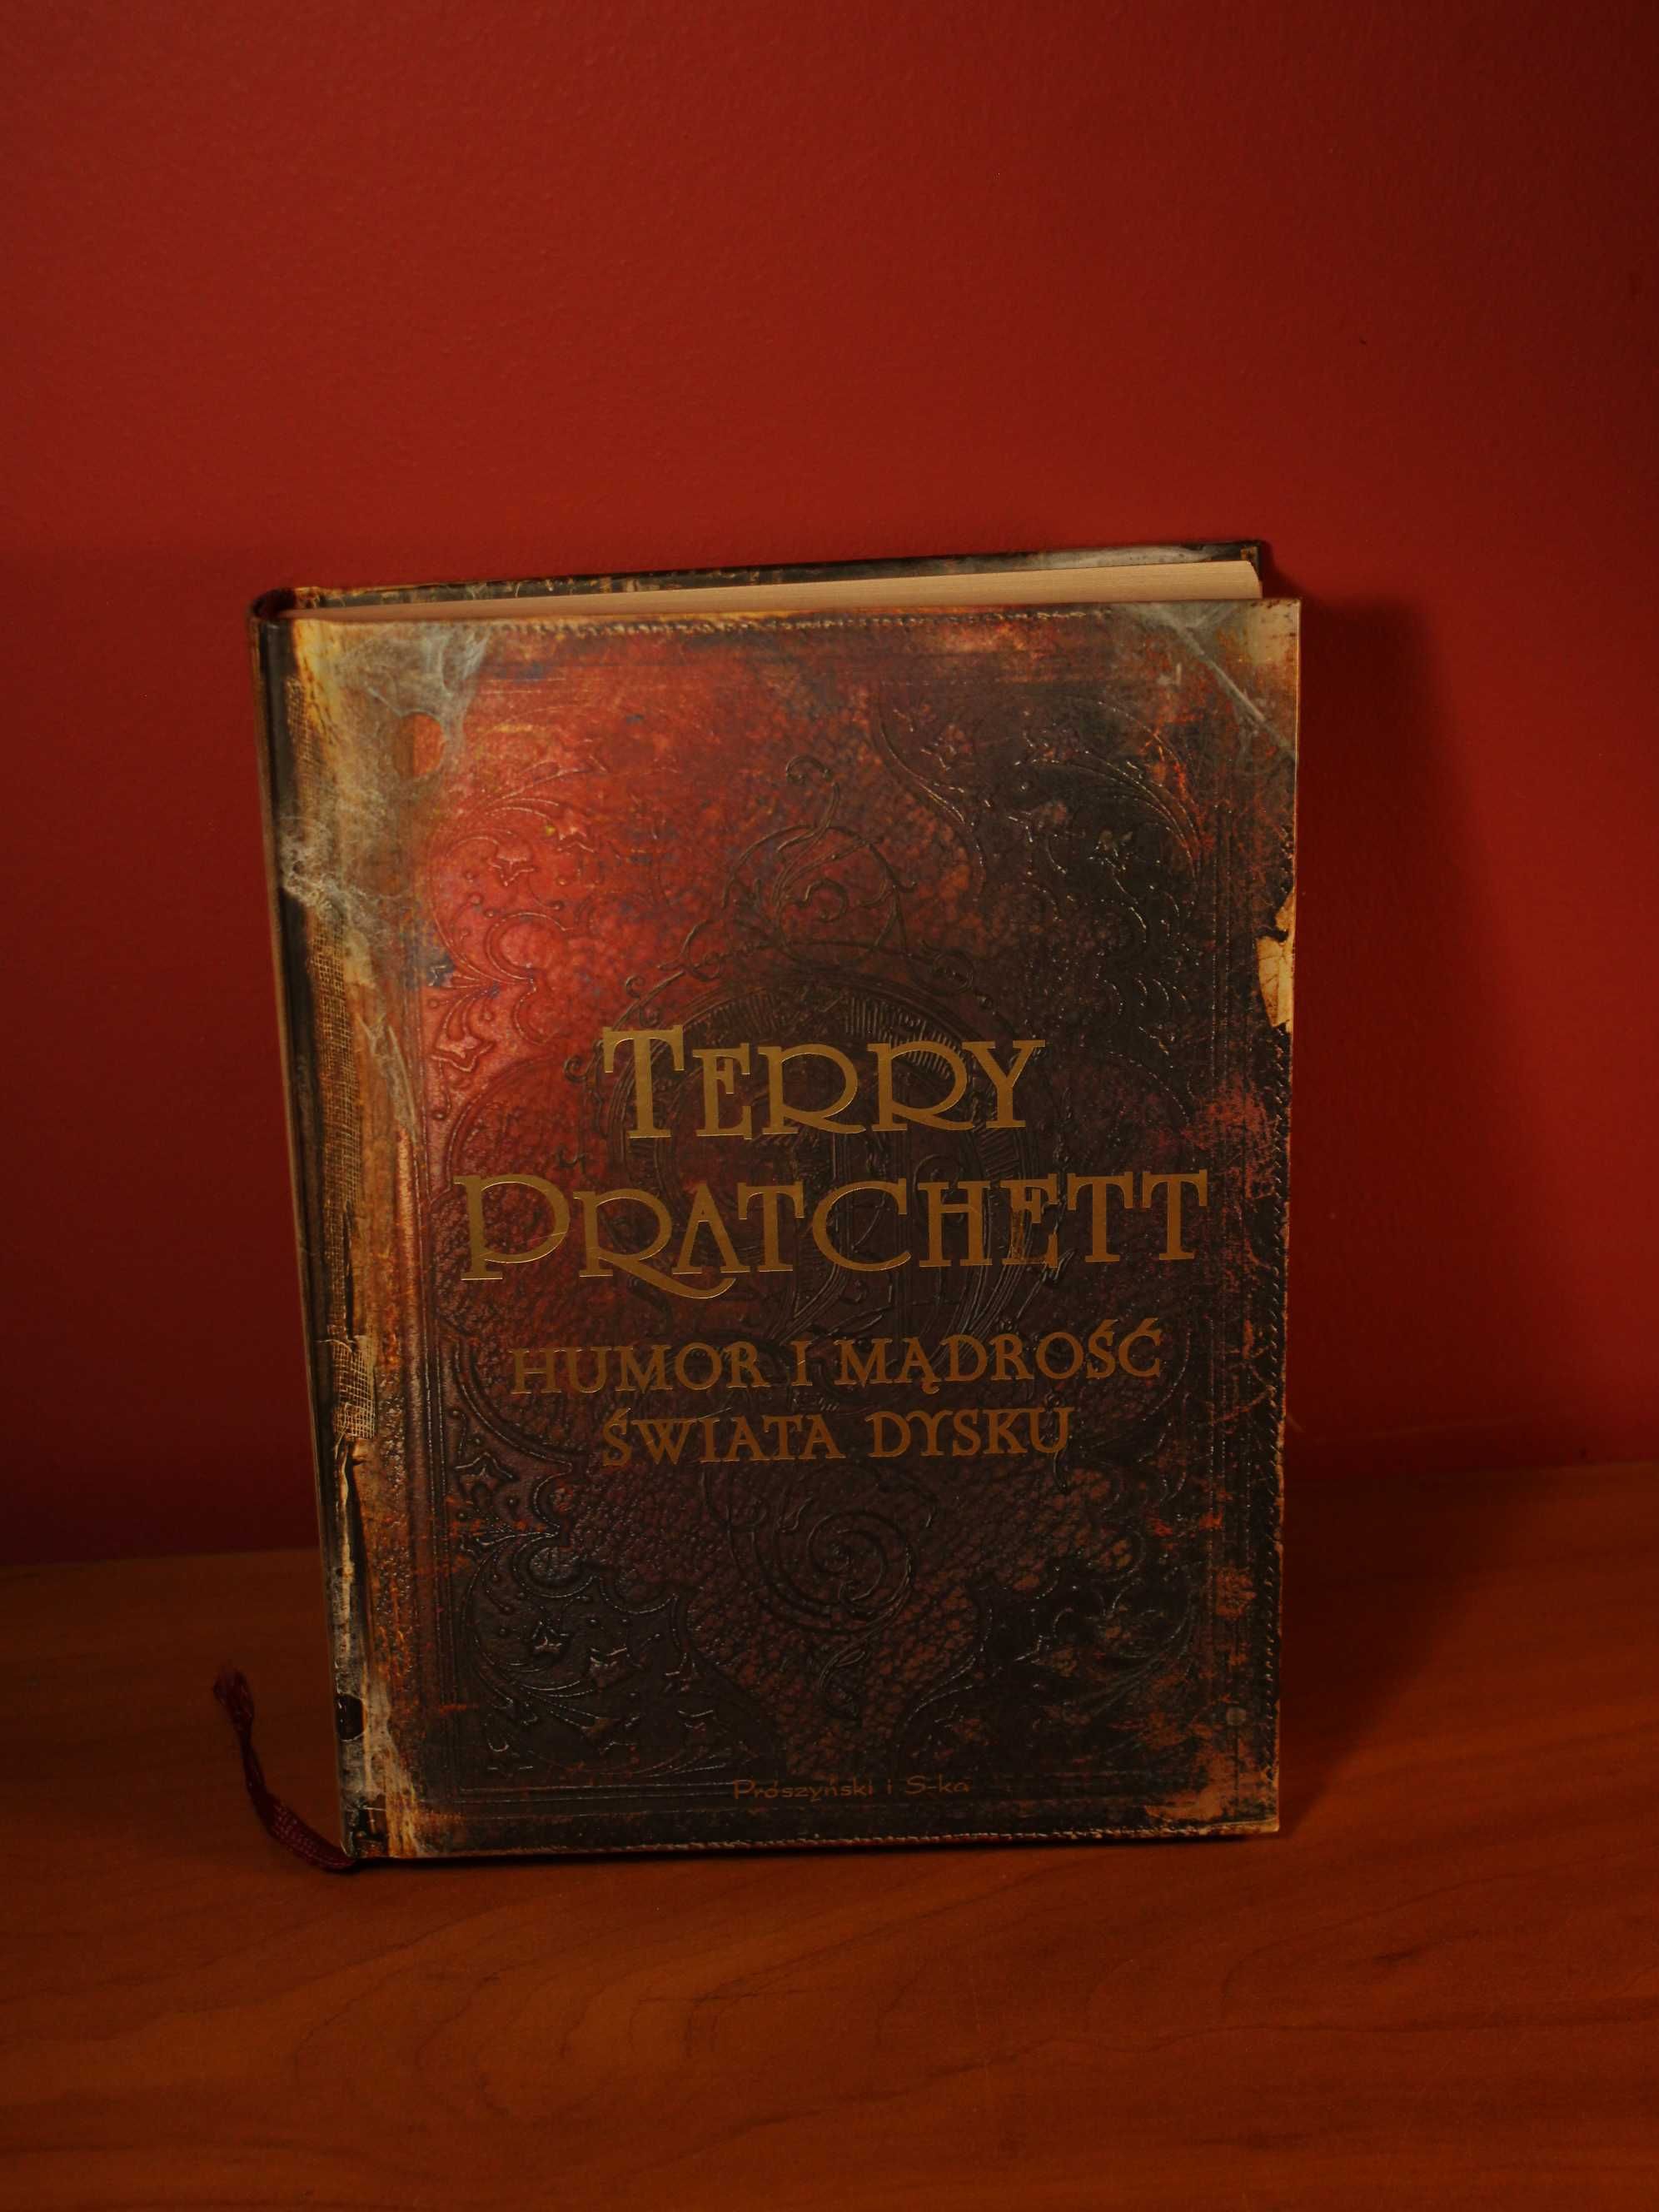 TERRY
PRATCHETT
HUMOR I MĄDROŚĆ
ŚWIATA DYSKU
Prószyński i S-ka